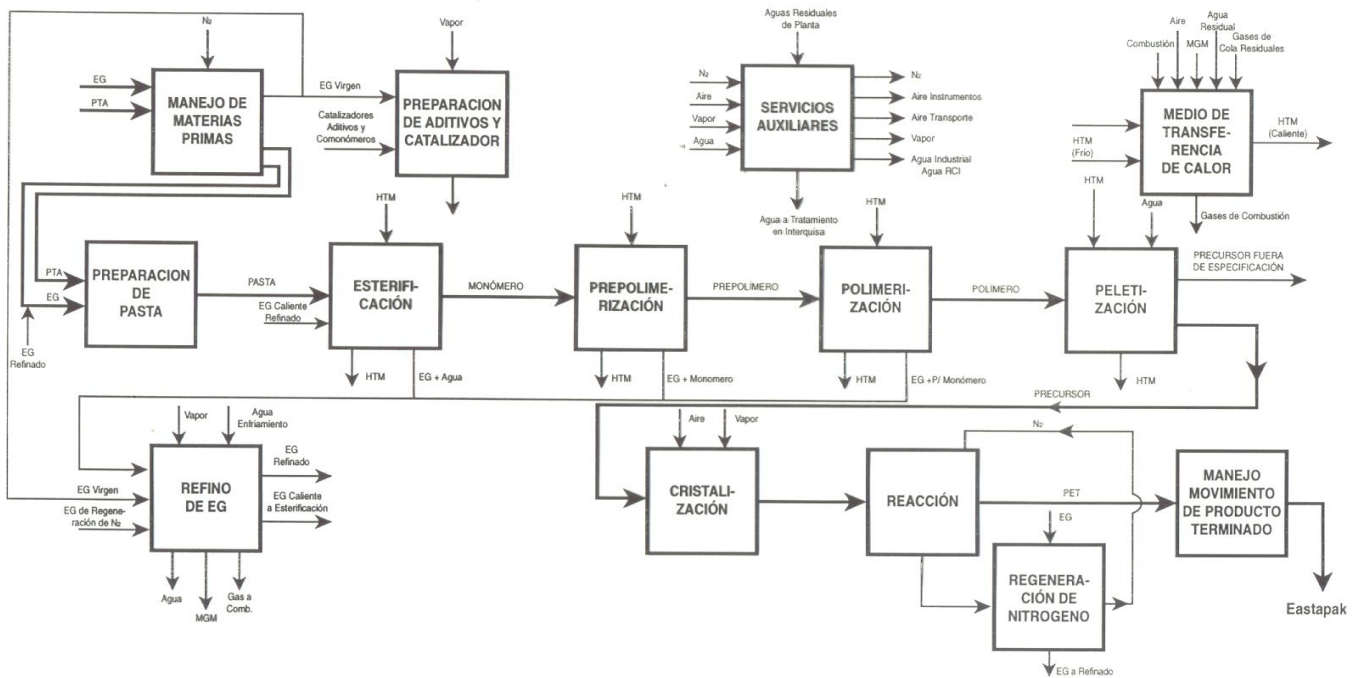 N₂
EG
PTA
MANEJO DE
MATERIAS
PRIMAS
EG Virgen
Vapor
Catalizadores
Aditivos y
Comonómeros
PREPARACION
DE ADITIVOS Y
CATALIZADOR
Aguas Residuales
de Planta
N₂
Aire
Vapor
Agua
SERVICIOS
AUXILIARES
N₂
Aire Instrumentos
Aire Transporte
Vapor
Agua Industrial
Agua RCI
Agua a Tratamiento
en Interquisa
Combustión
Aire
MGM
Agua
Residual
Gases de
Cola Residuales
HTM
(Frío)
MEDIO DE
TRANSFE-
RENCIA
DE CALOR
HTM
(Caliente)
Gases de Combustión
PTA
EG
EG
Refinado
PREPARACION
DE
PASTA
PASTA
EG Caliente
Refinado
HTM
ESTERIFI-
CACIÓN
HTM
EG + Agua
MONÓMERO
HTM
PREPOLIME-
RIZACIÓN
HTM
EG + Monomero
PREPOLÍMERO
HTM
POLIMERI-
ZACIÓN
HTM
EG +P/ Monómero
POLÍMERO
HTM
Agua
PELETI-
ZACIÓN
HTM
PRECURSOR FUERA
DE ESPECIFICACIÓN
PRECURSOR
Vapor
Agua
Enfriamiento
EG Virgen
EG de Regene-
ración de N₂
REFINO
DE EG
EG
Refinado
EG Caliente
a Esterificación
Agua
MGM
Gas a
Comb.
Aire
Vapor
CRISTALI-
ZACIÓN
REACCIÓN
N₂
PET
EG
REGENERA-
CIÓN DE
NITROGENO
EG a Refinado
MANEJO
MOVIMIENTO
DE PRODUCTO
TERMINADO
Eastapak